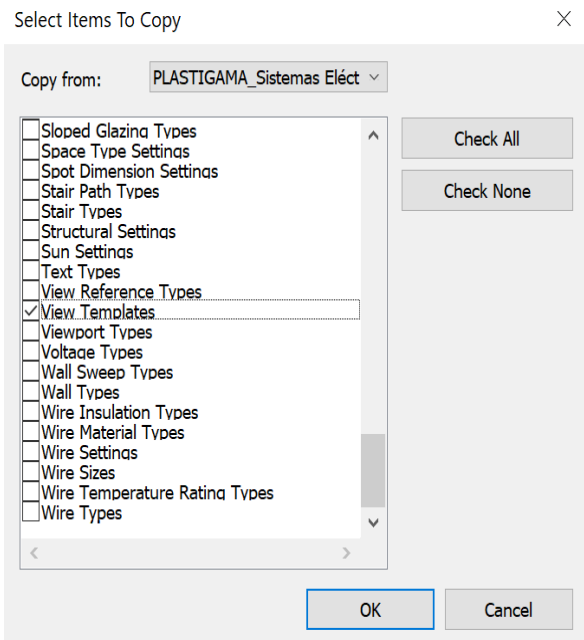 Select Items To Copy
Copy from: PLASTIGAMA_Sistemas Eléct
Sloped Glazing Types
Space Type Settings
Spot Dimension Settings
Stair Path Types
Stair Types
Structural Settings
Sun Settings
Text Types
View Reference Types
View Templates
Viewport Types
Voltage Types
Wall Sweep Types
Wall Types
Wire Insulation Types
Wire Material Types
Wire Settings
Wire Sizes
Wire Temperature Rating Types
Wire Types
Check All
Check None
OK Cancel